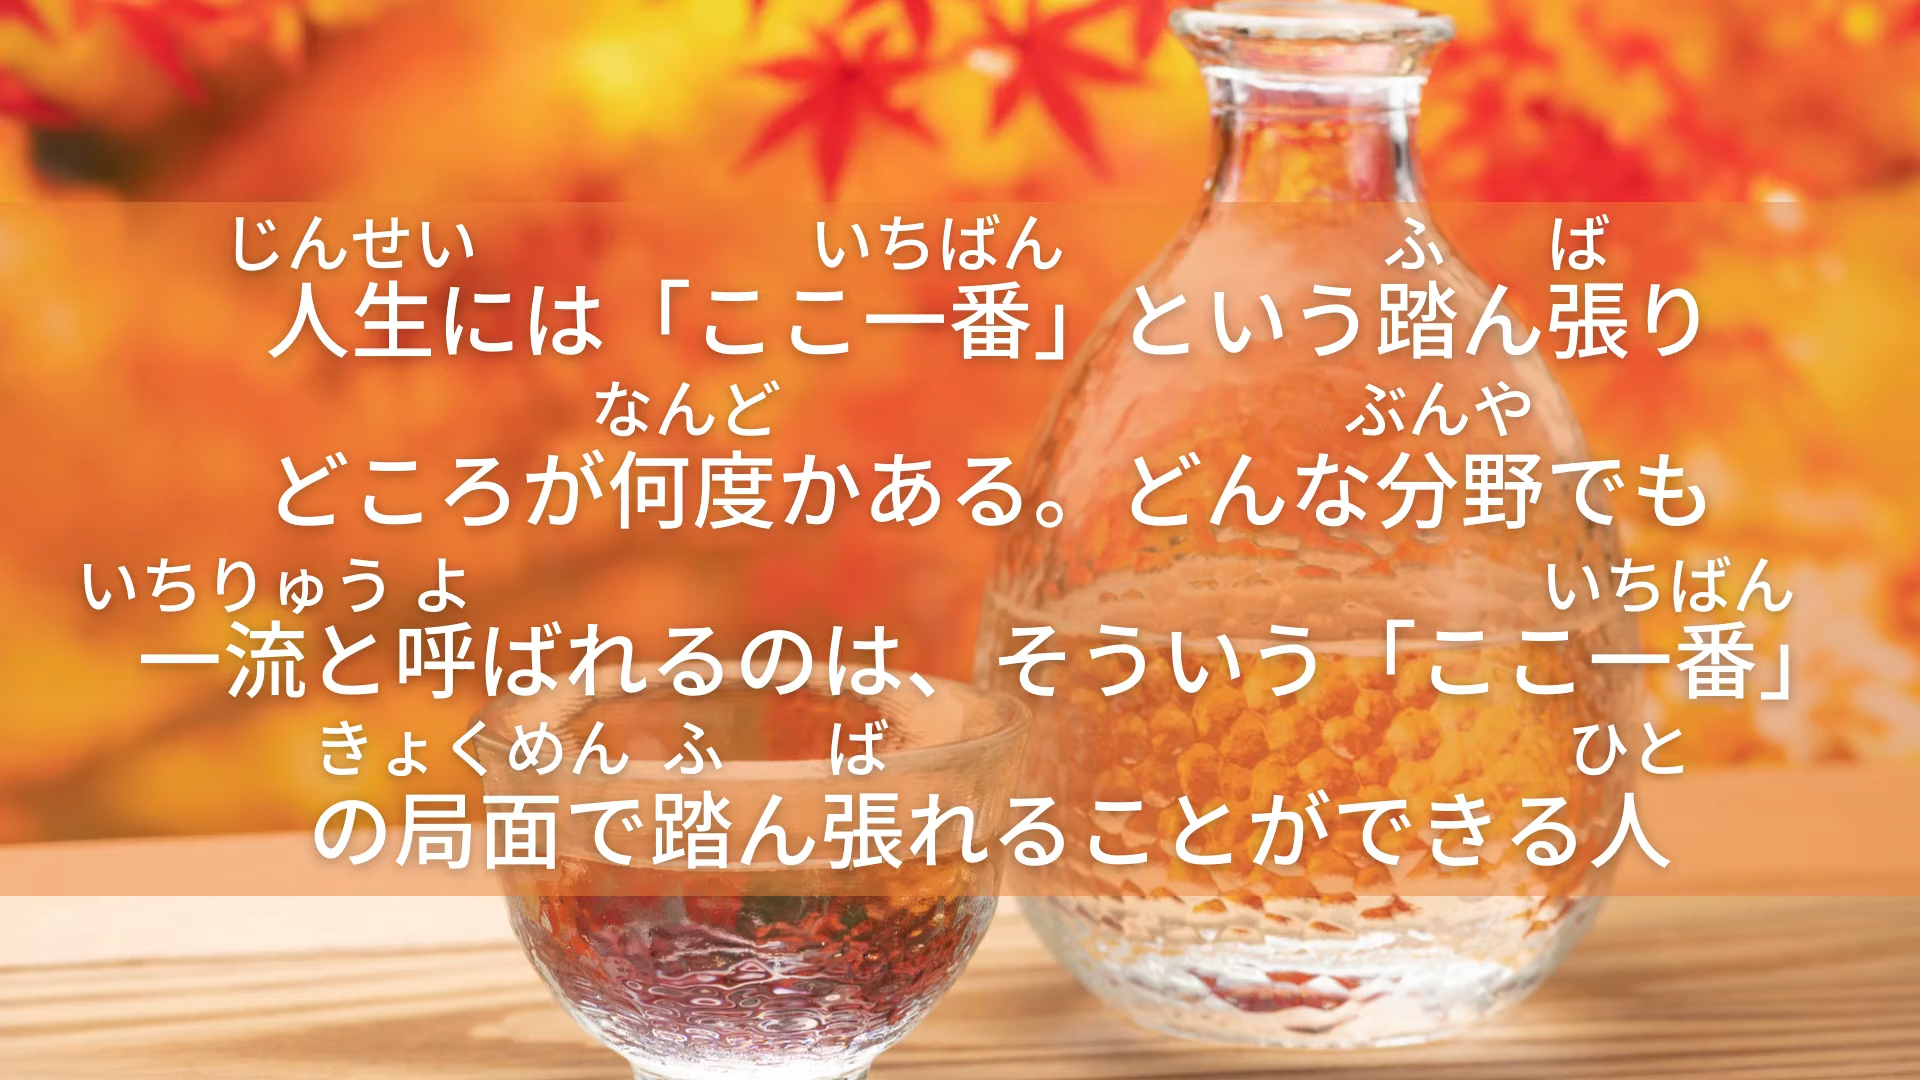 じんせい いちばん ふ ば
人生には「ここ一番」という踏ん張り
なんど ぶんや
どころが何度かある。どんな分野でも
いちりゅう よ いちばん
一流と呼ばれるのは、そういう「ここ一番」
きょくめん ふ ば ひと
の局面で踏ん張れることができる人